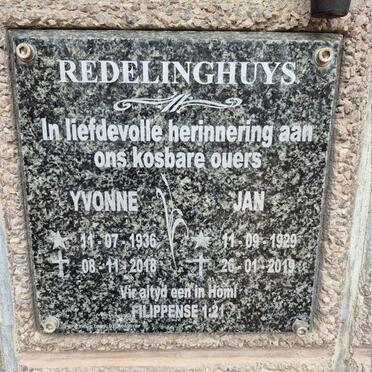 REDELINGHUYS
In liefdevolle herinnering aan
ons kosbare ouers
YVONNE JAN
11-07-1936 11-09-1929
08-11-2018 26-01-2019
Vir altyd een in Hom!
FILIPPENSE 1:21